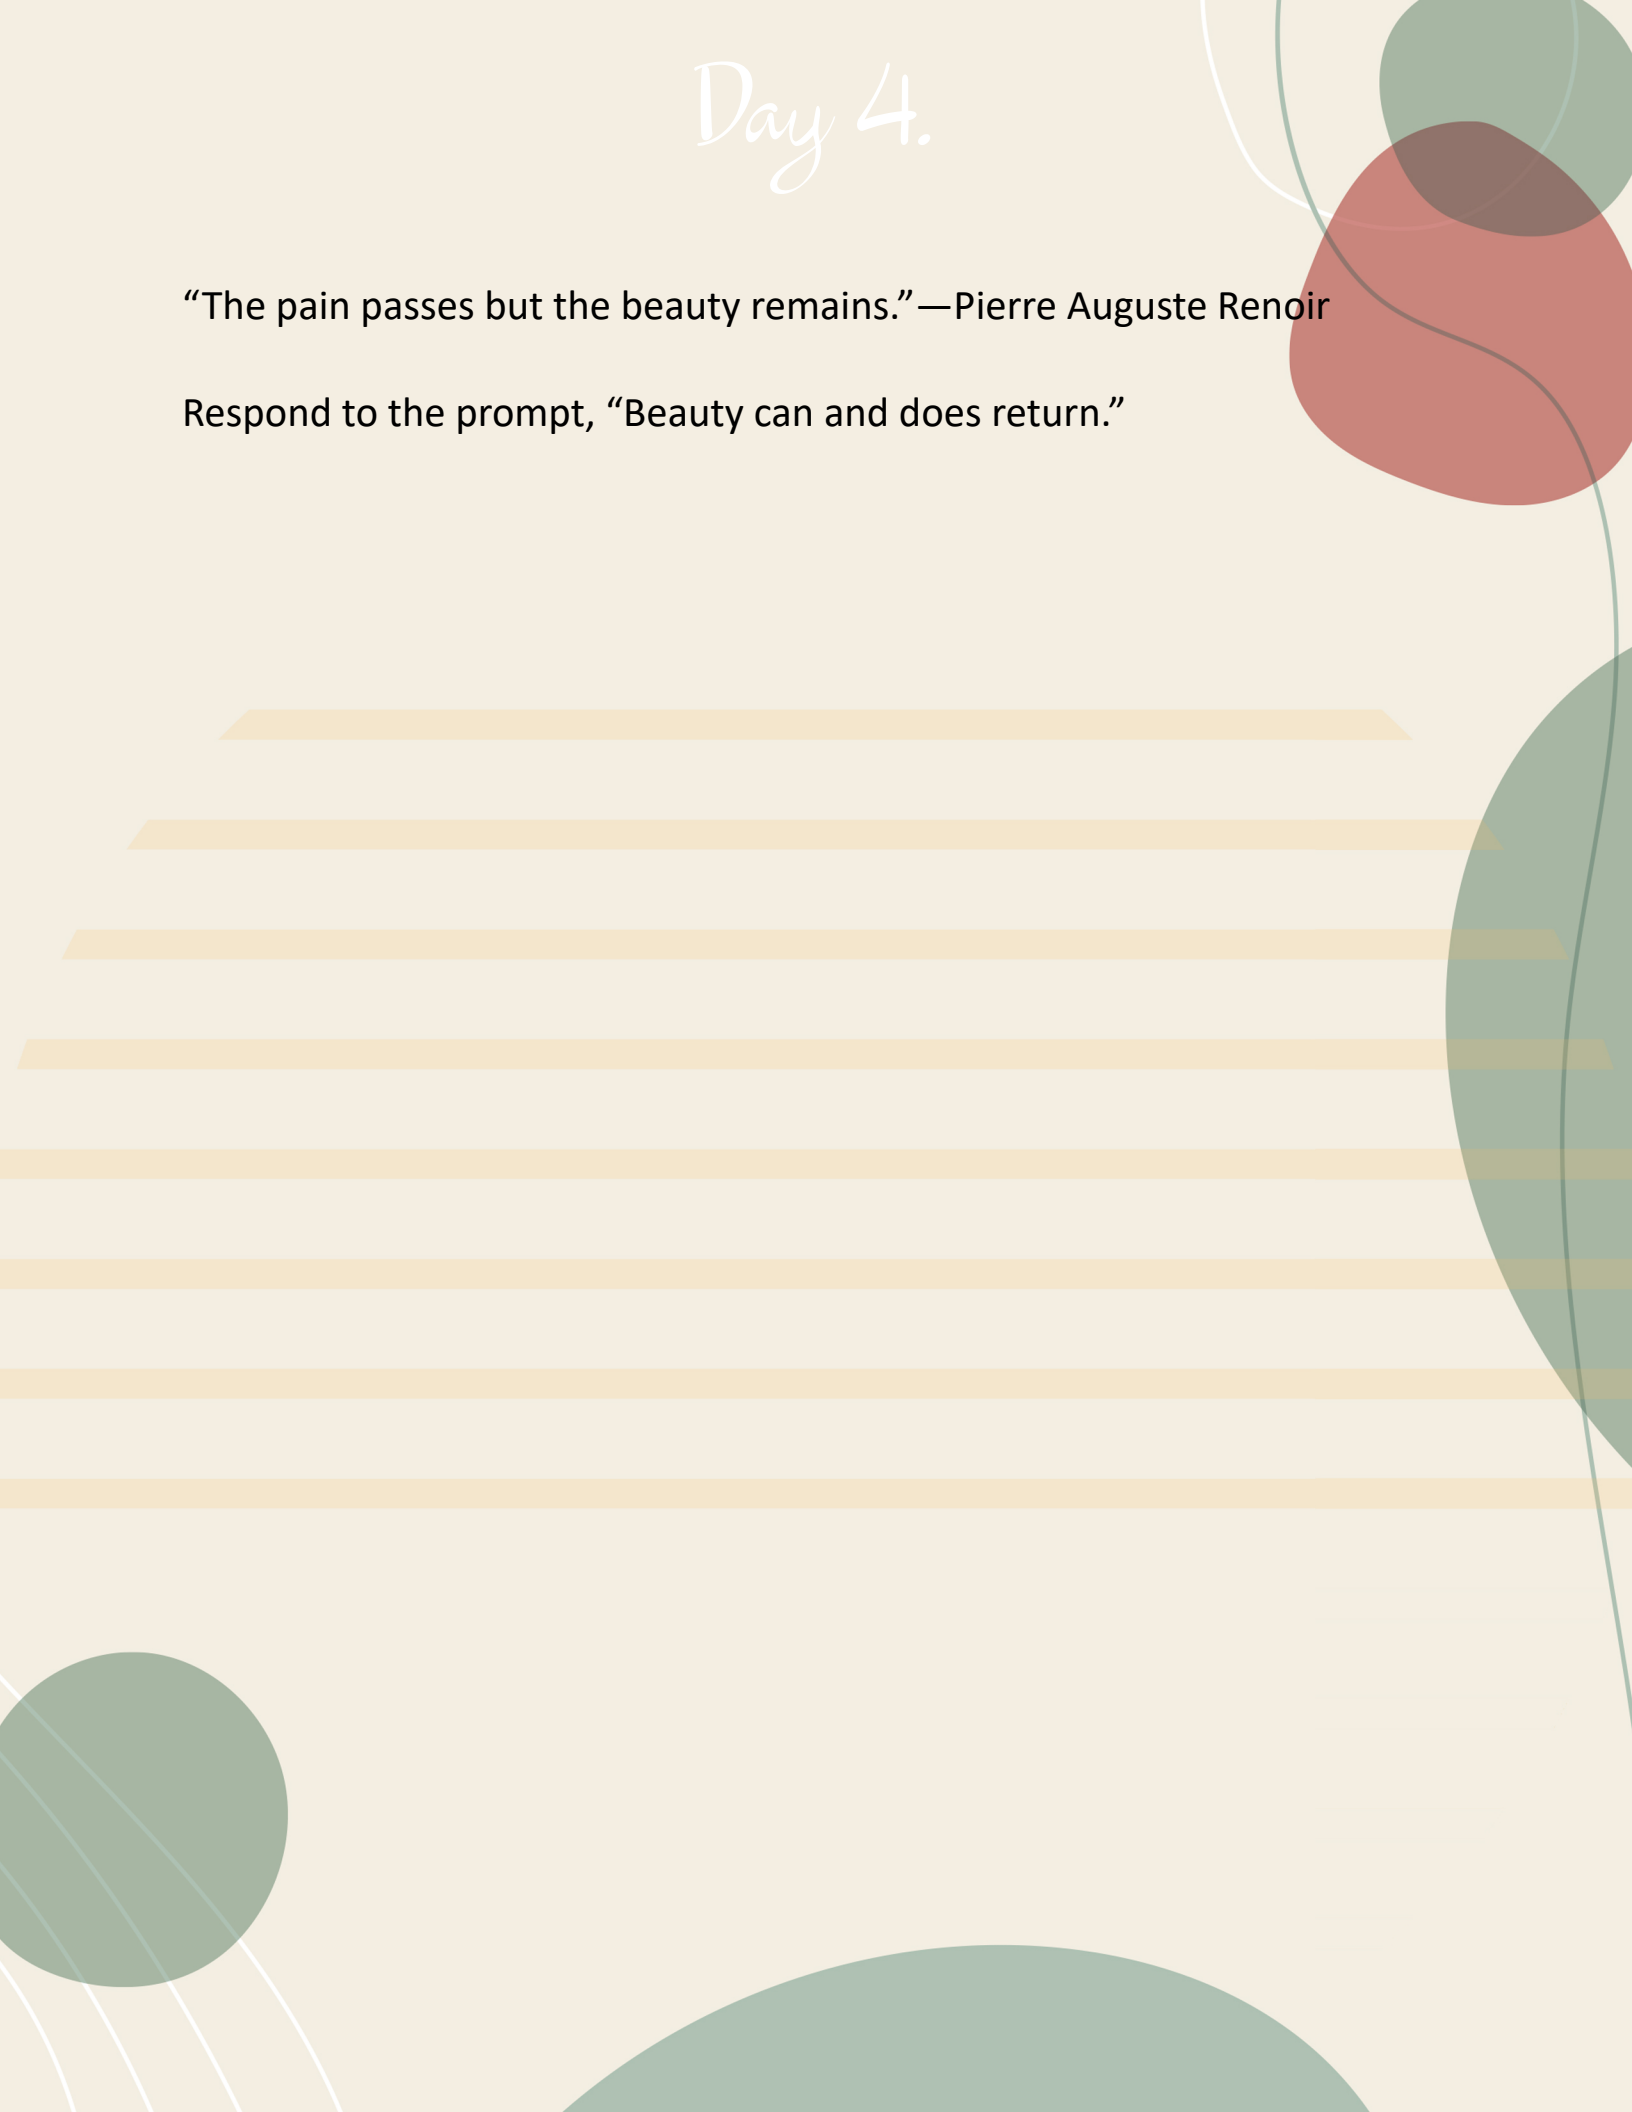 Day 4.
“The pain passes but the beauty remains.”—Pierre Auguste Renoir
Respond to the prompt, “Beauty can and does return.”